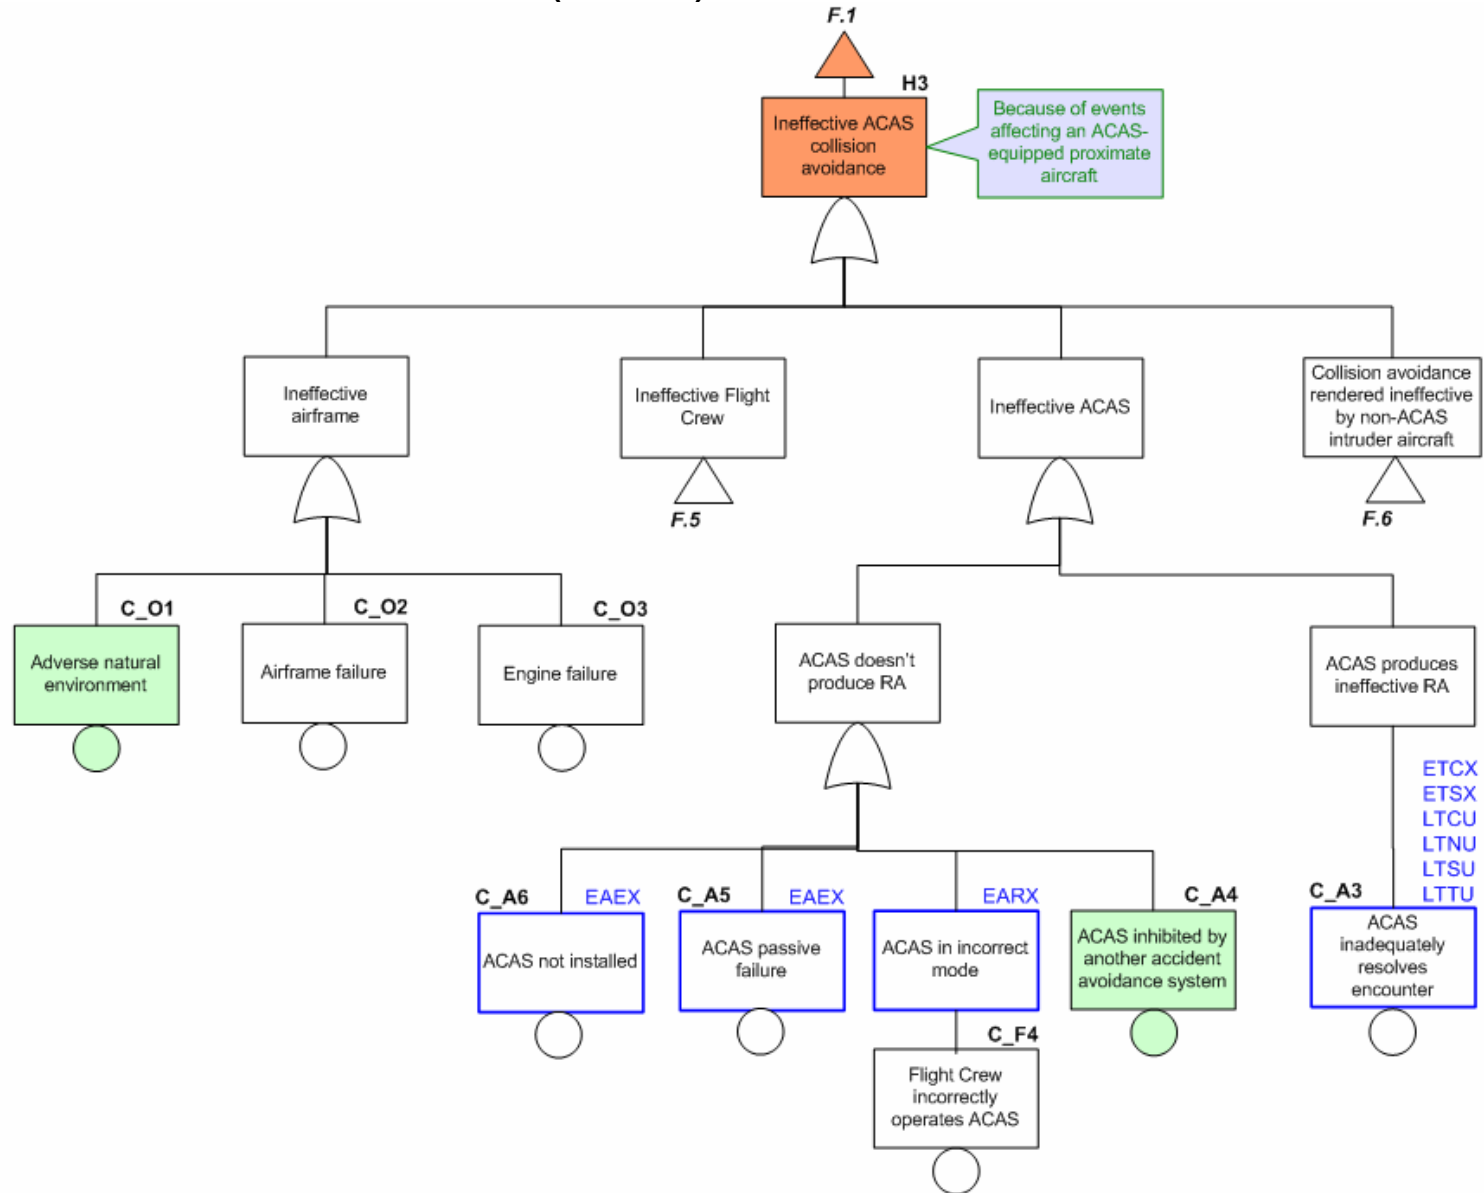 F.1
H3
Ineffective ACAS
collision
avoidance
Because of events
affecting an ACAS-
equipped proximate
aircraft
Ineffective
airframe
Ineffective Flight
Crew
F.5
Ineffective ACAS
Collision avoidance
rendered ineffective
by non-ACAS
intruder aircraft
F.6
C_O1
Adverse natural
environment
C_O2
Airframe failure
C_O3
Engine failure
ACAS doesn't
produce RA
ACAS produces
ineffective RA
ETCX
ETSX
LTCU
LTNU
LTSU
LTTU
C_A6
EAEX
ACAS not installed
C_A5
EAEX
ACAS passive
failure
EARX
ACAS in incorrect
mode
C_A4
ACAS inhibited by
another accident
avoidance system
C_A3
ACAS
inadequately
resolves
encounter
C_F4
Flight Crew
incorrectly
operates ACAS